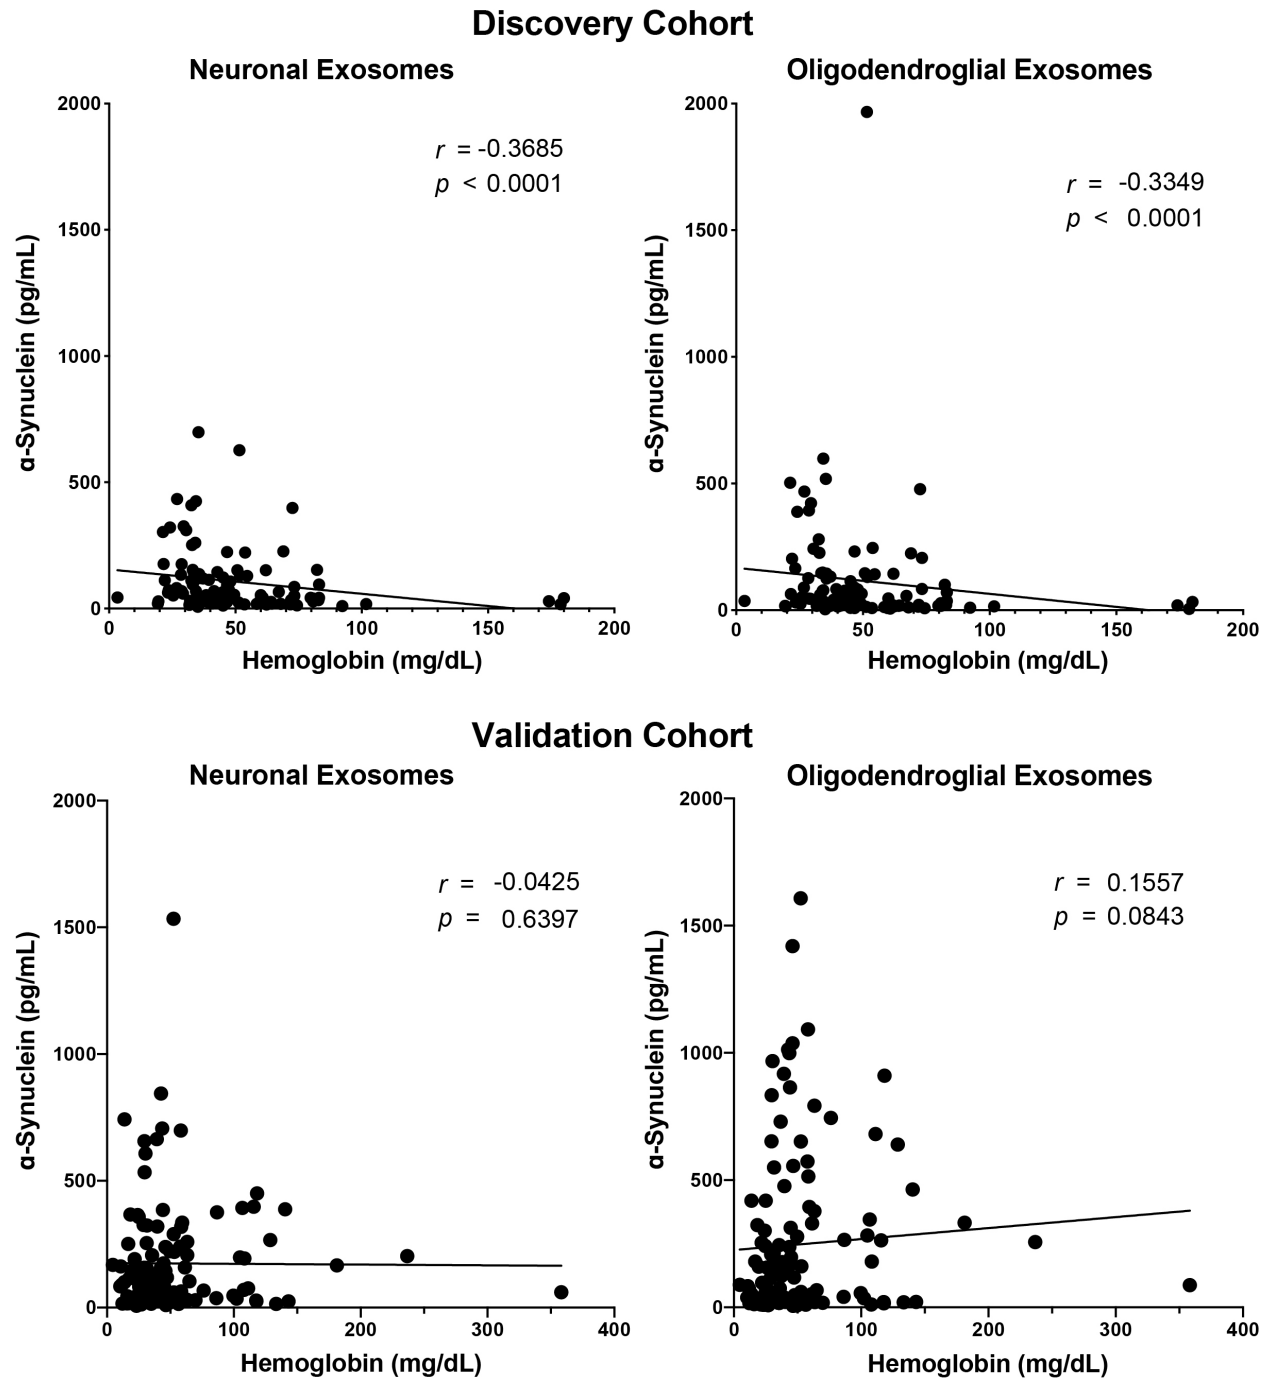 Discovery Cohort
Neuronal Exosomes
2000
1500
1000
500
0
0 50 100 150 200
α-Synuclein (pg/mL)
Hemoglobin (mg/dL)
r = -0.3685
p < 0.0001
Oligodendroglial Exosomes
2000
1500
1000
500
0
0 50 100 150 200
α-Synuclein (pg/mL)
Hemoglobin (mg/dL)
r = -0.3349
p < 0.0001
Validation Cohort
Neuronal Exosomes
2000
1500
1000
500
0
0 100 200 300 400
α-Synuclein (pg/mL)
Hemoglobin (mg/dL)
r = -0.0425
p = 0.6397
Oligodendroglial Exosomes
2000
1500
1000
500
0
0 100 200 300 400
α-Synuclein (pg/mL)
Hemoglobin (mg/dL)
r = 0.1557
p = 0.0843